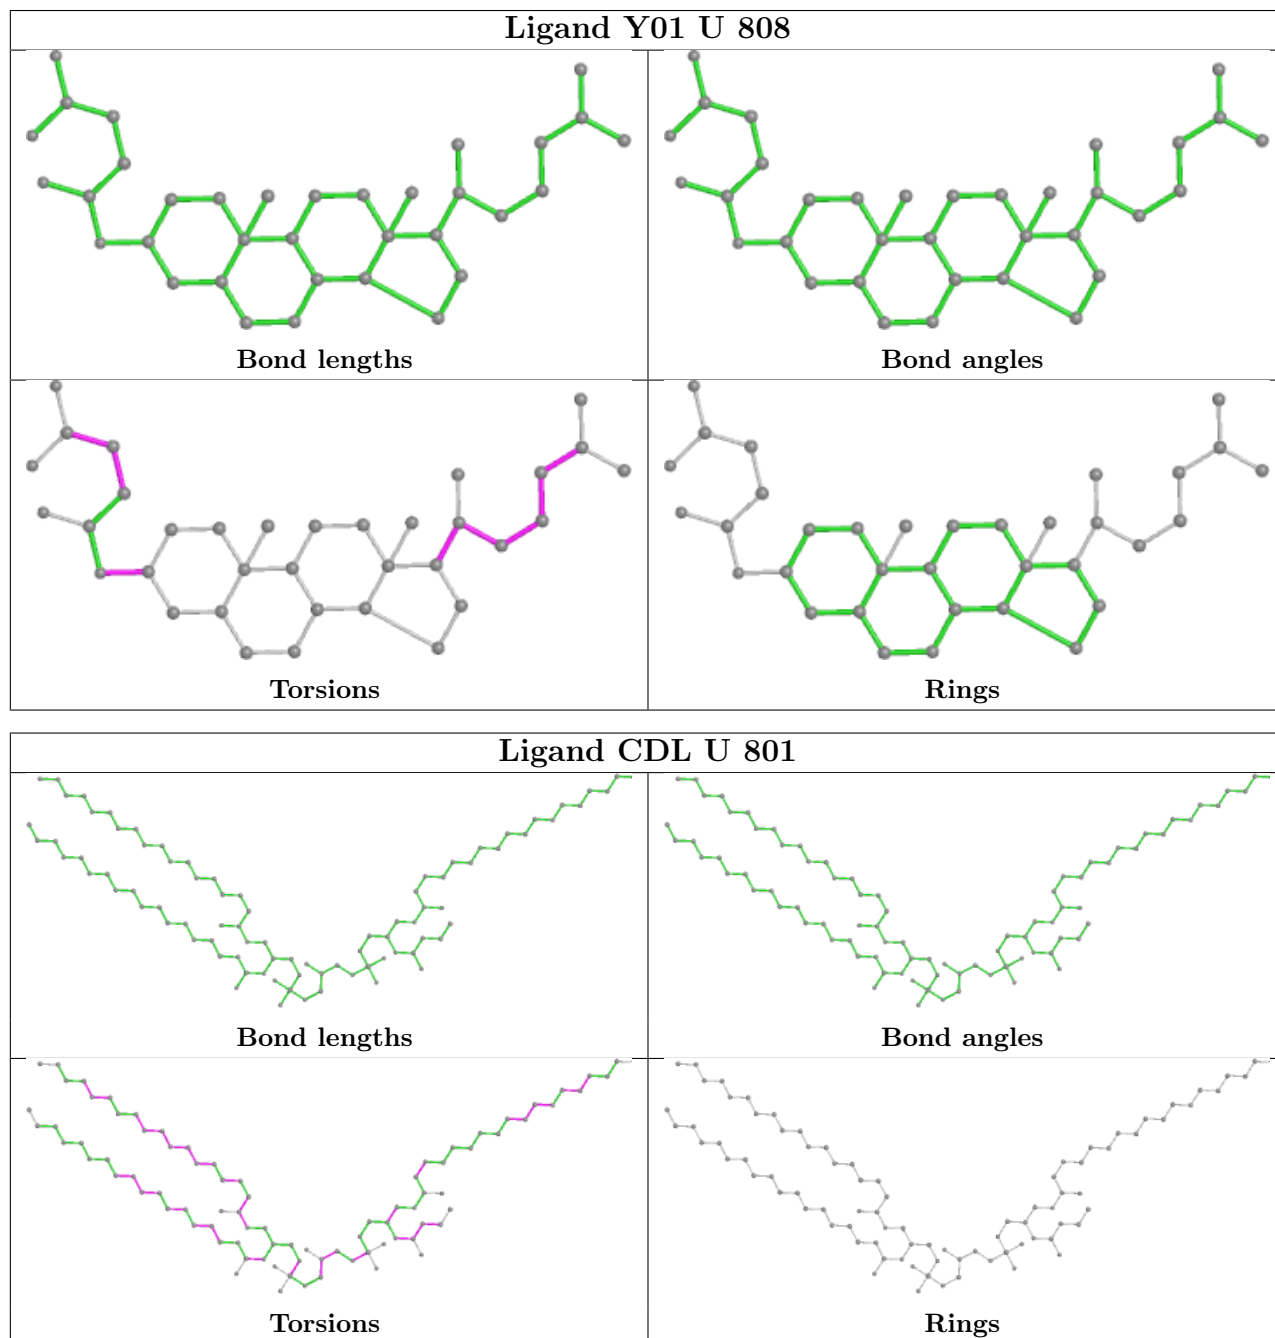 Ligand Y01 U 808
Bond lengths
Bond angles
Torsions
Rings
Ligand CDL U 801
Bond lengths
Bond angles
Torsions
Rings